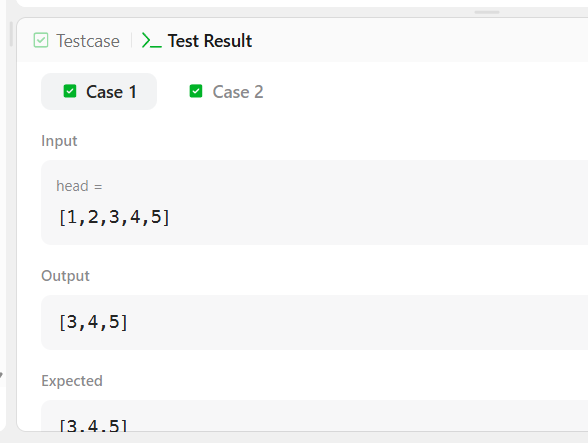 Testcase
Test Result
Case 1
Case 2
Input
head =
[1,2,3,4,5]
Output
[3,4,5]
Expected
[3,4,5]